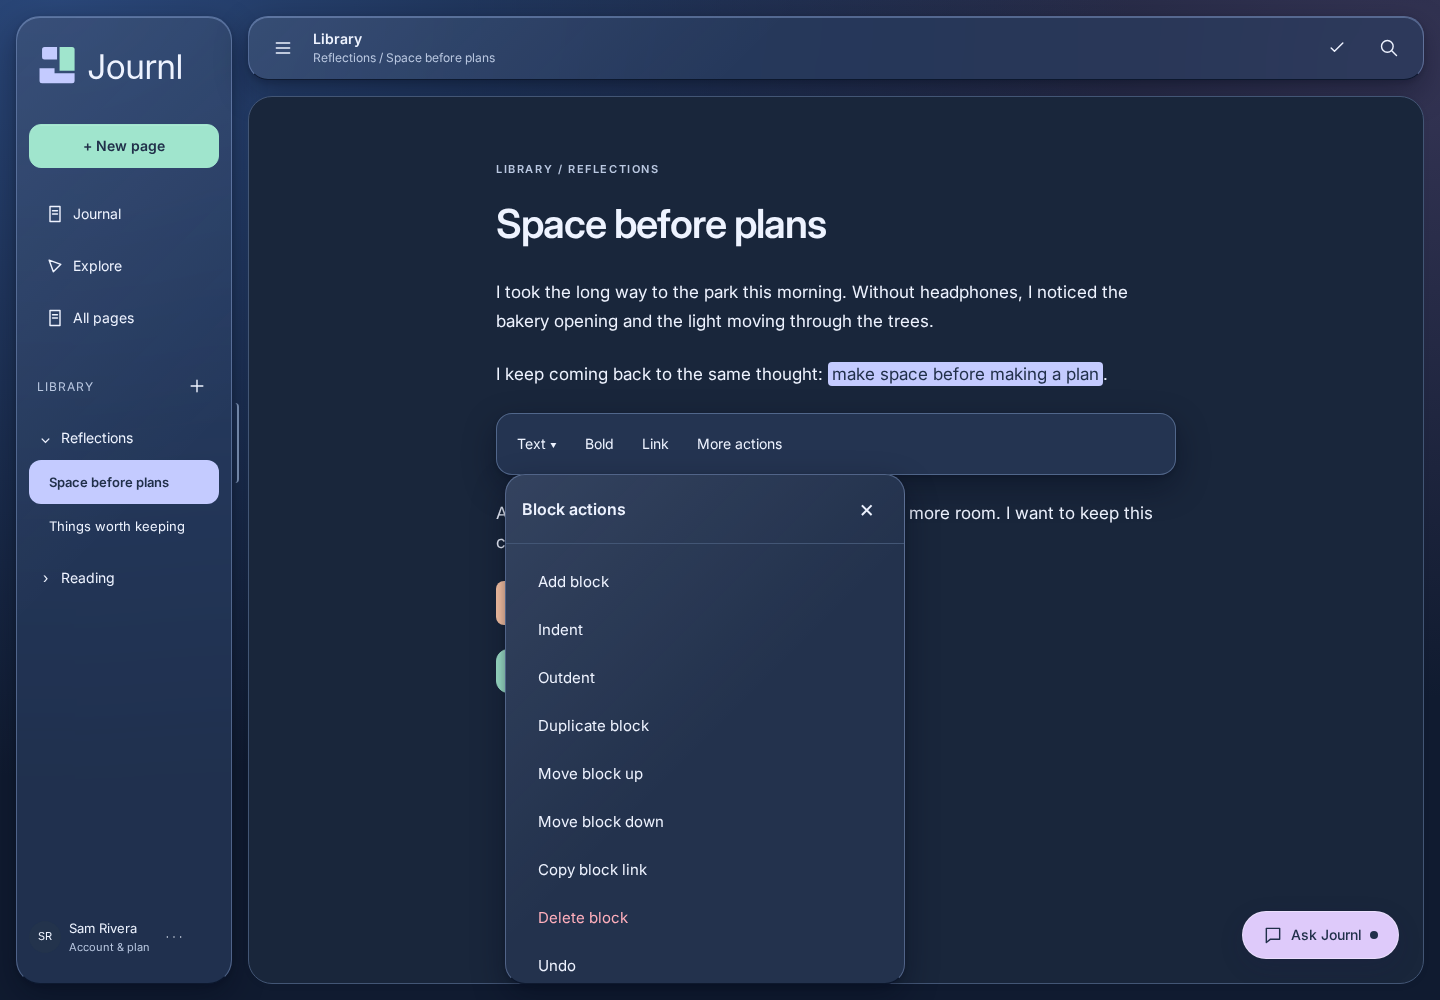 Journl
+ New page
Journal
Explore
All pages
LIBRARY
Reflections
Space before plans
Things worth keeping
Reading
SR
Sam Rivera
Account & plan
Library
Reflections / Space before plans
LIBRARY / REFLECTIONS
Space before plans
I took the long way to the park this morning. Without headphones, I noticed the
bakery opening and the light moving through the trees.
I keep coming back to the same thought: make space before making a plan.
Text
Bold
Link
More actions
more room. I want to keep this
Block actions
Add block
Indent
Outdent
Duplicate block
Move block up
Move block down
Copy block link
Delete block
Undo
Ask Journl